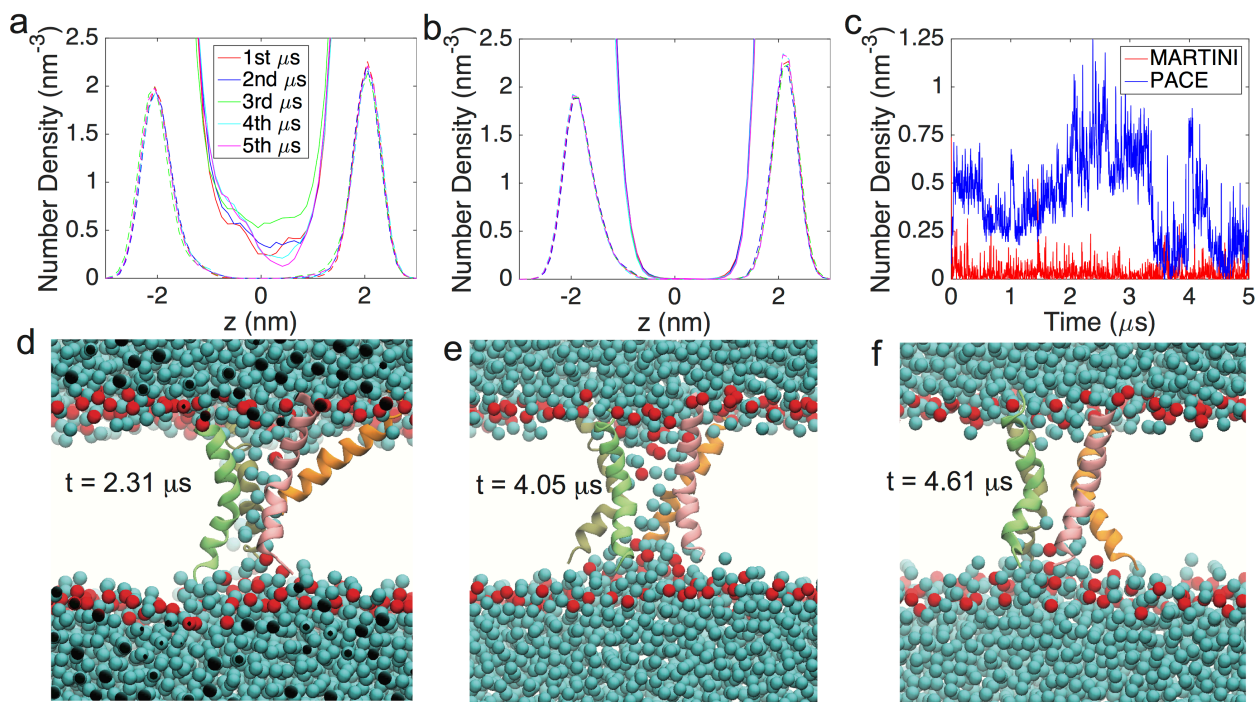 a
b
c
Number Density (nm⁻³)
2.5
2
1.5
1
0.5
0
-2
0
2
z (nm)
1st μs
2nd μs
3rd μs
4th μs
5th μs
Number Density (nm⁻³)
2.5
2
1.5
1
0.5
0
-2
0
2
z (nm)
Number Density (nm⁻³)
1.25
1
0.75
0.5
0.25
0
0
1
2
3
4
5
Time (μs)
MARTINI
PACE
d
e
f
t = 2.31 μs
t = 4.05 μs
t = 4.61 μs